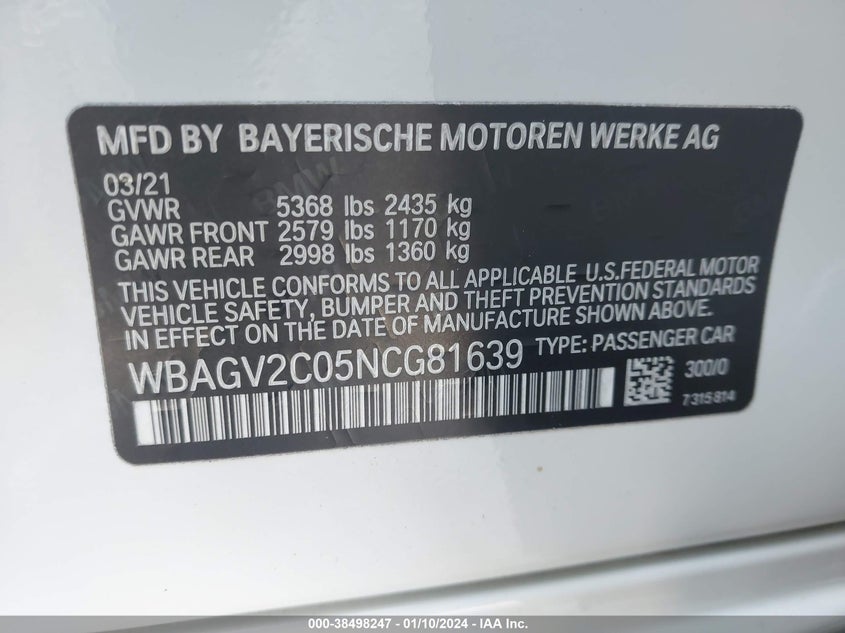 MFD BY BAYERISCHE MOTOREN WERKE AG
03/21
GVWR 5368 lbs 2435 kg
GAWR FRONT 2579 lbs 1170 kg
GAWR REAR 2998 lbs 1360 kg
THIS VEHICLE CONFORMS TO ALL APPLICABLE U.S.FEDERAL MOTOR
VEHICLE SAFETY, BUMPER AND THEFT PREVENTION STANDARDS
IN EFFECT ON THE DATE OF MANUFACTURE SHOWN ABOVE.
WBAGV2C05NCG81639 TYPE: PASSENGER CAR
300/0
7315814
000-38498247 - 01/10/2024 - IAA, Inc.